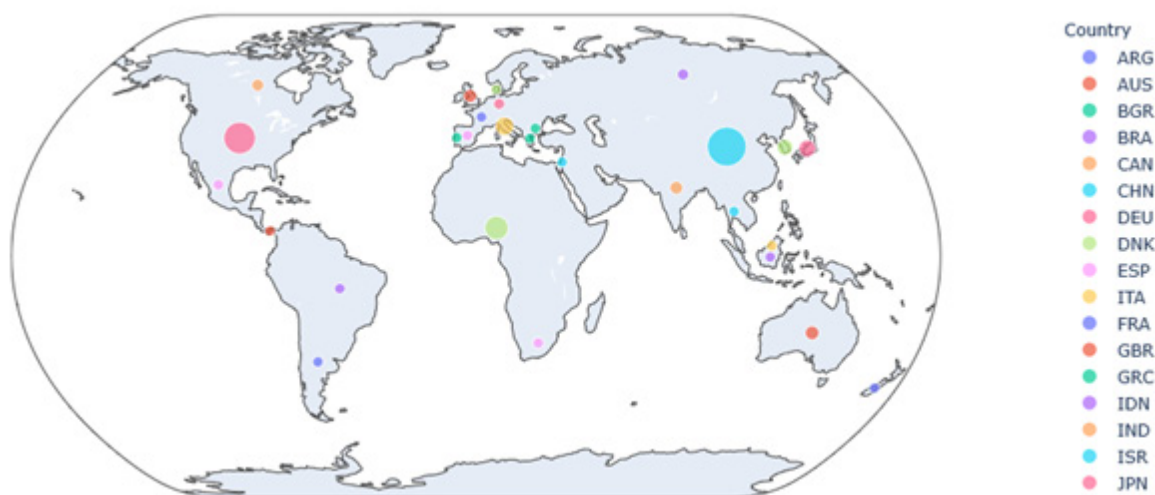 Country
ARG
AUS
BGR
BRA
CAN
CHN
DEU
DNK
ESP
ITA
FRA
GBR
GRC
IDN
IND
ISR
JPN